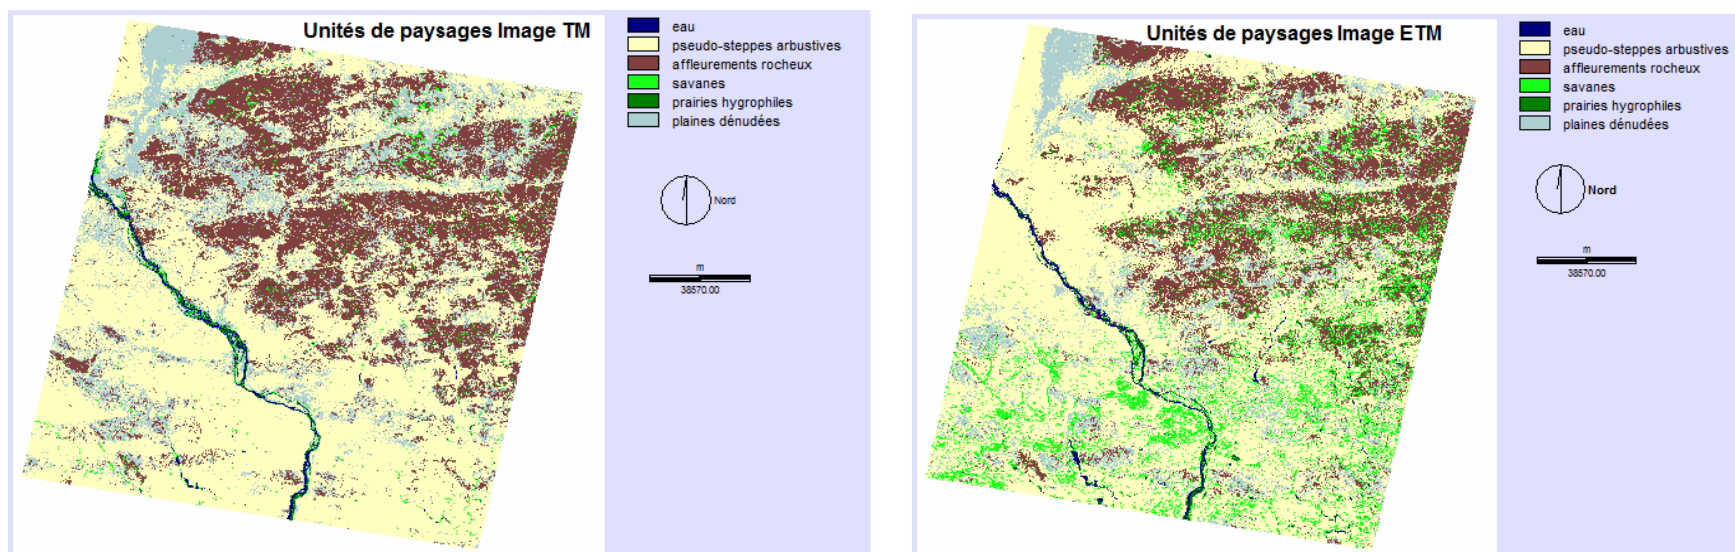 Unités de paysages Image TM
eau
pseudo-steppes arbustives
affleurements rocheux
savanes
prairies hygrophiles
plaines dénudées
Nord
m
38570.00
Unités de paysages Image ETM
eau
pseudo-steppes arbustives
affleurements rocheux
savanes
prairies hygrophiles
plaines dénudées
Nord
m
38570.00